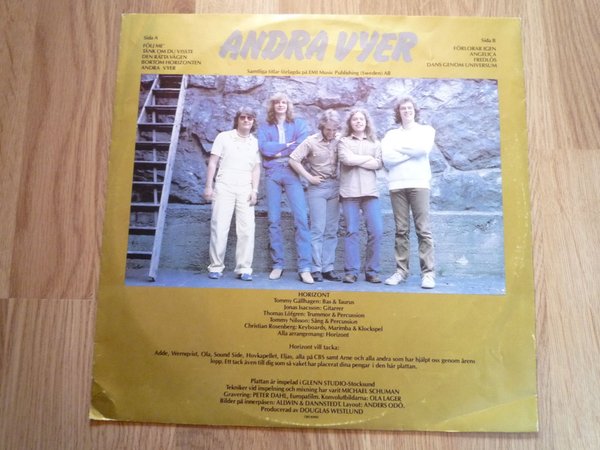 ANDRA VYER
Samtliga titlar förlagda på EMI Music Publishing (Sweden) AB
Sida A
FÖLJ ME'
TÄNK OM DU VISSTE
DEN RÄTTA VÄGEN
BORTOM HORIZONTEN
ANDRA VYER
Sida B
FÖRLORAR IGEN
ANGELICA
FREDLÖS
DANS GENOM UNIVERSUM
HORIZONT
Tommy Gällhagen: Bas & Taurus
Jonas Isacsson: Gitarrer
Thomas Löfgren: Trummor & Percussion
Tommy Nilsson: Sång & Percussion
Christian Rosenberg: Keyboards, Marimba & Klockspel
Alla arrangemang: Horizont
Horizont vill tacka:
Adde, Wernqvist, Ola, Sound Side, Hovkapellet, Eljas, alla på CBS samt Arne och alla andra som har hjälpt oss genom årens
lopp. Ett tack även till dig som så vaket har placerat dina pengar i den här plattan.
Plattan är inspelad i GLENN STUDIO-Stocksund
Tekniker vid inspelning och mixning har varit MICHAEL SCHUMAN
Gravering: PETER DAHL, Europafilm. Konvolutbilderna: OLA LAGER
Bilder på innerpåsen: ALDWIN & DANNSTEDT. Layout: ANDERS ODÖ.
Producerad av DOUGLAS WESTLUND